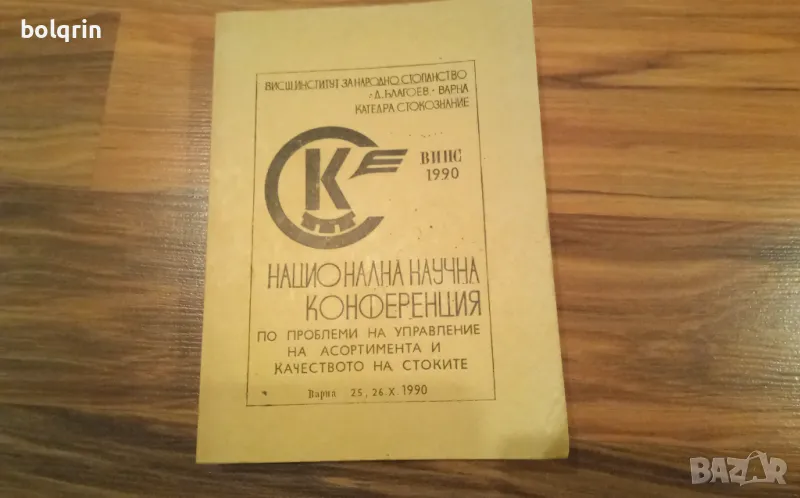 bolqrin
ВИСШ ИНСТИТУТ ЗА НАРОДНО СТОПАНСТВО
"Д. БЛАГОЕВ" - ВАРНА
КАТЕДРА СТОКОЗНАНИЕ
СКЕ
ВИНС
1990
НАЦИОНАЛНА НАУЧНА
КОНФЕРЕНЦИЯ
ПО ПРОБЛЕМИ НА УПРАВЛЕНИЕ
НА АСОРТИМЕНТА И
КАЧЕСТВОТО НА СТОКИТЕ
Варна 25, 26.X.1990
BAZAR